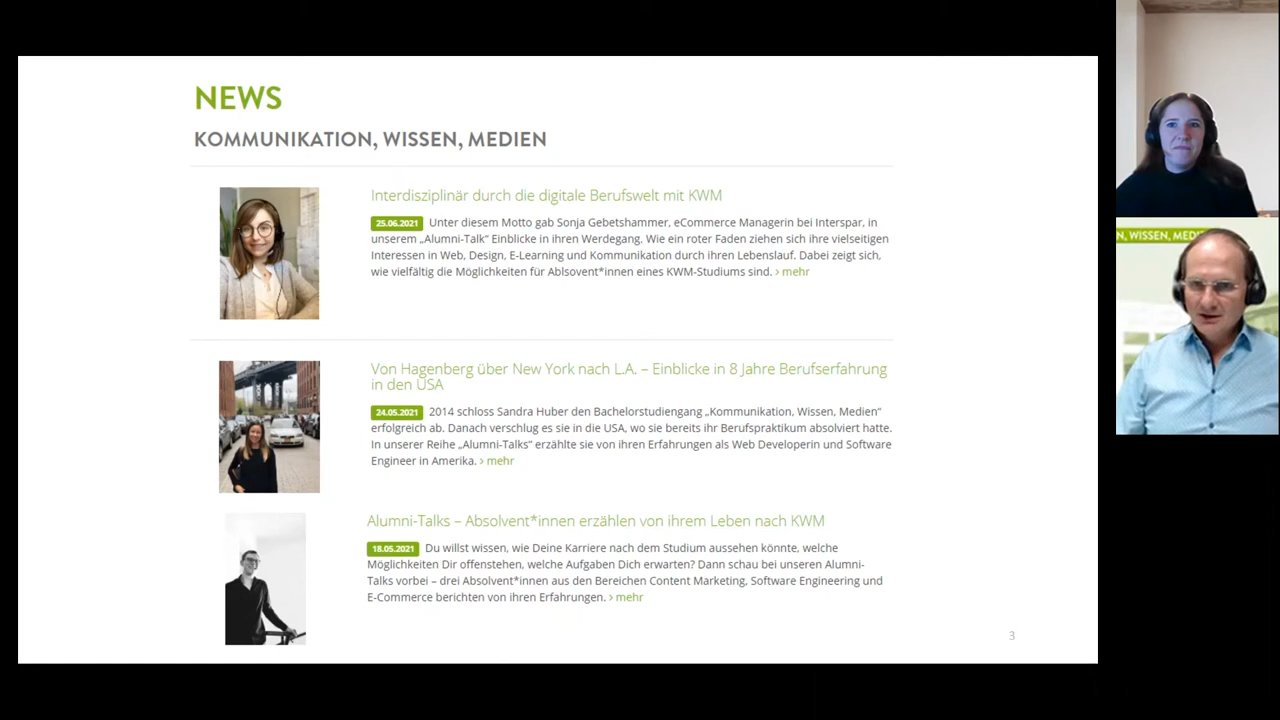 NEWS
KOMMUNIKATION, WISSEN, MEDIEN
Interdisziplinär durch die digitale Berufswelt mit KWM
25.06.2021 Unter diesem Motto gab Sonja Gebetshammer, eCommerce Managerin bei Interspar, in
unserem „Alumni-Talk“ Einblicke in ihren Werdegang. Wie ein roter Faden ziehen sich ihre vielseitigen
Interessen in Web, Design, E-Learning und Kommunikation durch ihren Lebenslauf. Dabei zeigt sich,
wie vielfältig die Möglichkeiten für Ablsovent*innen eines KWM-Studiums sind. › mehr
Von Hagenberg über New York nach L.A. – Einblicke in 8 Jahre Berufserfahrung
in den USA
24.05.2021 2014 schloss Sandra Huber den Bachelorstudiengang „Kommunikation, Wissen, Medien“
erfolgreich ab. Danach verschlug es sie in die USA, wo sie bereits ihr Berufspraktikum absolviert hatte.
In unserer Reihe „Alumni-Talks“ erzählte sie von ihren Erfahrungen als Web Developerin und Software
Engineer in Amerika. › mehr
Alumni-Talks – Absolvent*innen erzählen von ihrem Leben nach KWM
18.05.2021 Du willst wissen, wie Deine Karriere nach dem Studium aussehen könnte, welche
Möglichkeiten Dir offenstehen, welche Aufgaben Dich erwarten? Dann schau bei unseren Alumni-
Talks vorbei – drei Absolvent*innen aus den Bereichen Content Marketing, Software Engineering und
E-Commerce berichten von ihren Erfahrungen. › mehr
3
N, WISSEN, MEDIE